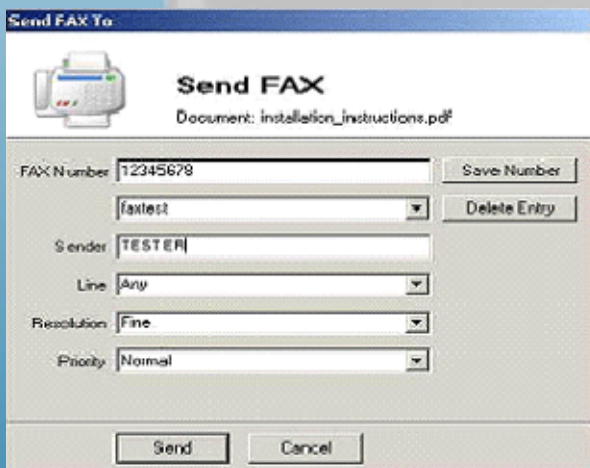 Send FAX To
Send FAX
Document: installation_instructions.pdf
FAX Number 12345678 Save Number
faxtest Delete Entry
Sender TESTER
Line Any
Resolution Fine
Priority Normal
Send Cancel